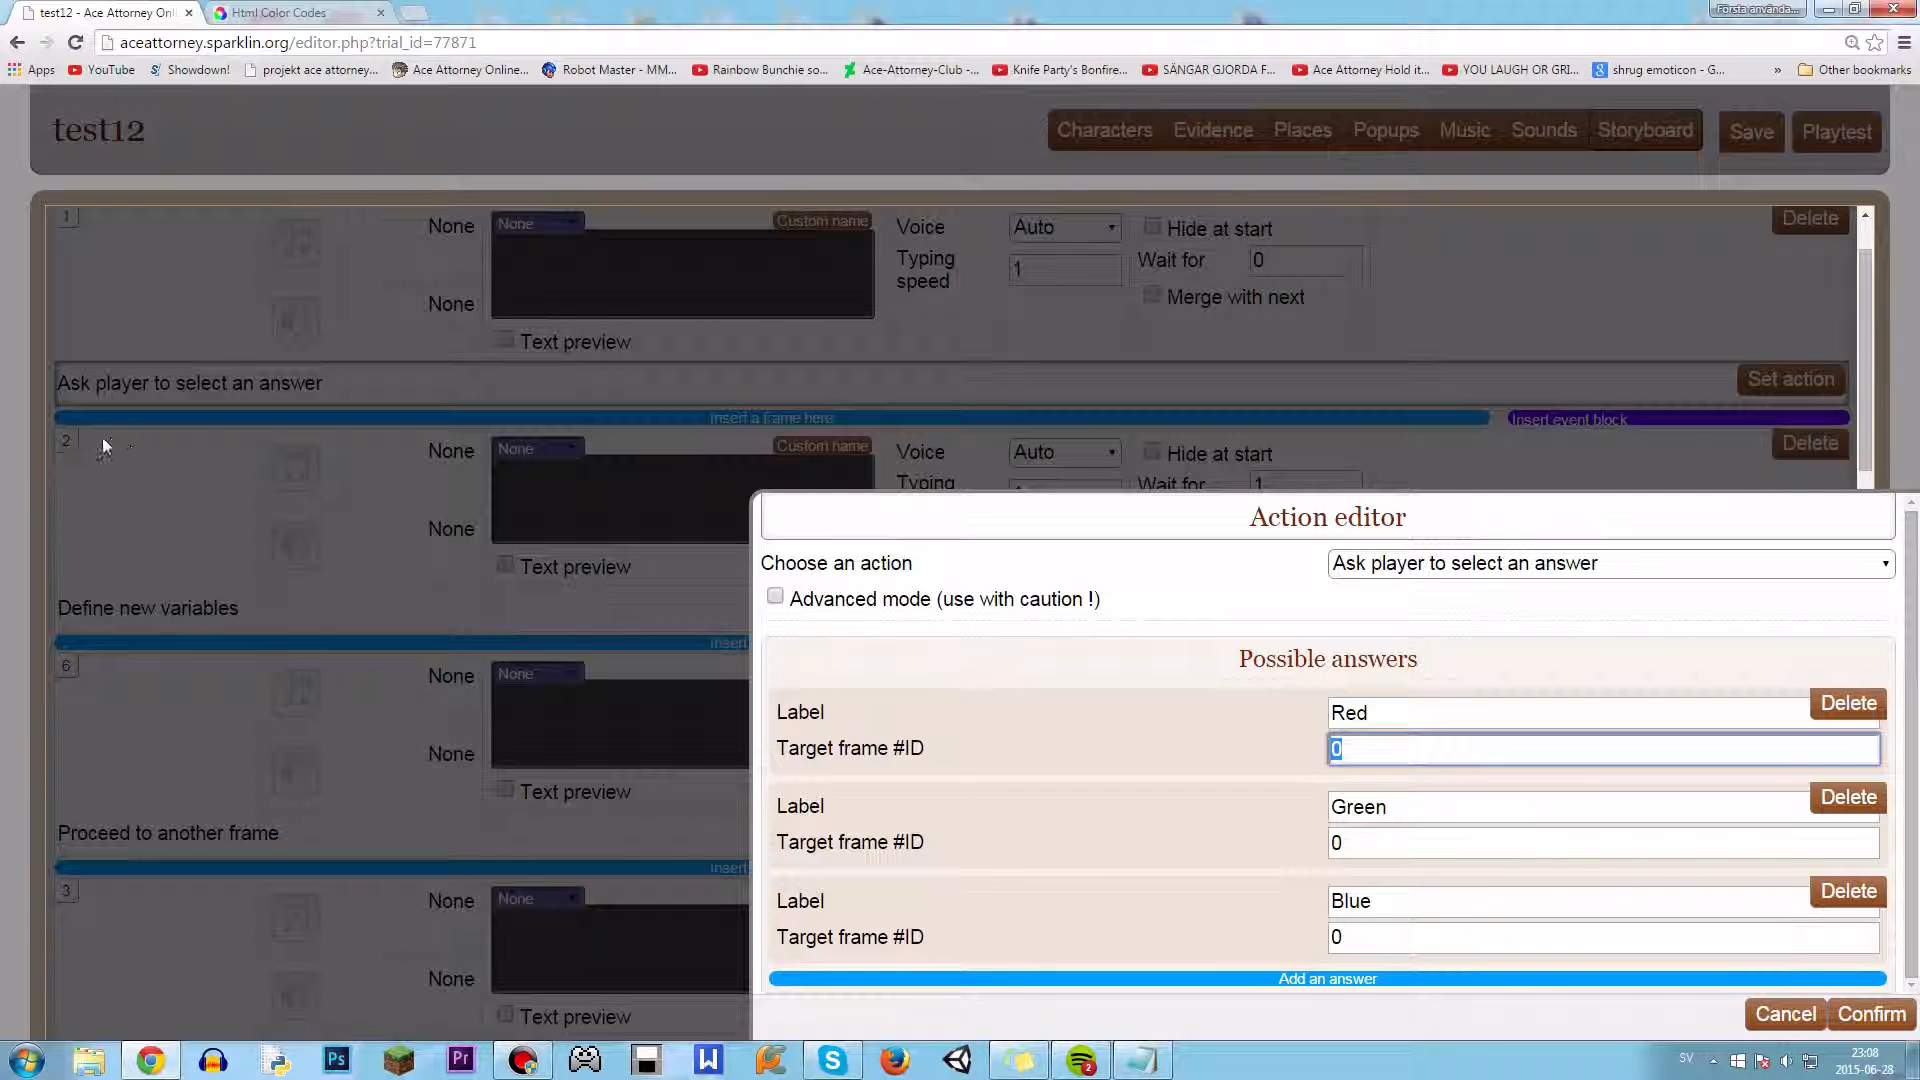 test12 - Ace Attorney Onl
Html Color Codes
Första använda...
aceattorney.sparklin.org/editor.php?trial_id=77871
Apps
YouTube
Showdown!
projekt ace attorney...
Ace Attorney Online...
Robot Master - MM...
Rainbow Bunchie so...
Ace-Attorney-Club -...
Knife Party's Bonfire...
SÄNGAR GJORDA F...
Ace Attorney Hold it...
YOU LAUGH OR GRI...
shrug emoticon - G...
»
Other bookmarks
test12
Characters Evidence Places Popups Music Sounds Storyboard
Save
Playtest
1
None
None
Custom name
Voice
Auto
Hide at start
Delete
Typing speed
1
Wait for
0
None
Merge with next
Text preview
Ask player to select an answer
Set action
Insert a frame here
Insert event block
2
None
None
Custom name
Voice
Auto
Hide at start
Delete
Typing
Wait for
1
None
Text preview
Define new variables
Insert
6
None
None
None
Text preview
Proceed to another frame
Insert
3
None
None
None
Text preview
Action editor
Choose an action
Ask player to select an answer
Advanced mode (use with caution !)
Possible answers
Label
Red
Delete
Target frame #ID
0
Label
Green
Delete
Target frame #ID
0
Label
Blue
Delete
Target frame #ID
0
Add an answer
Cancel
Confirm
Ps
Pr
W
2
SV
23:08
2015-06-28